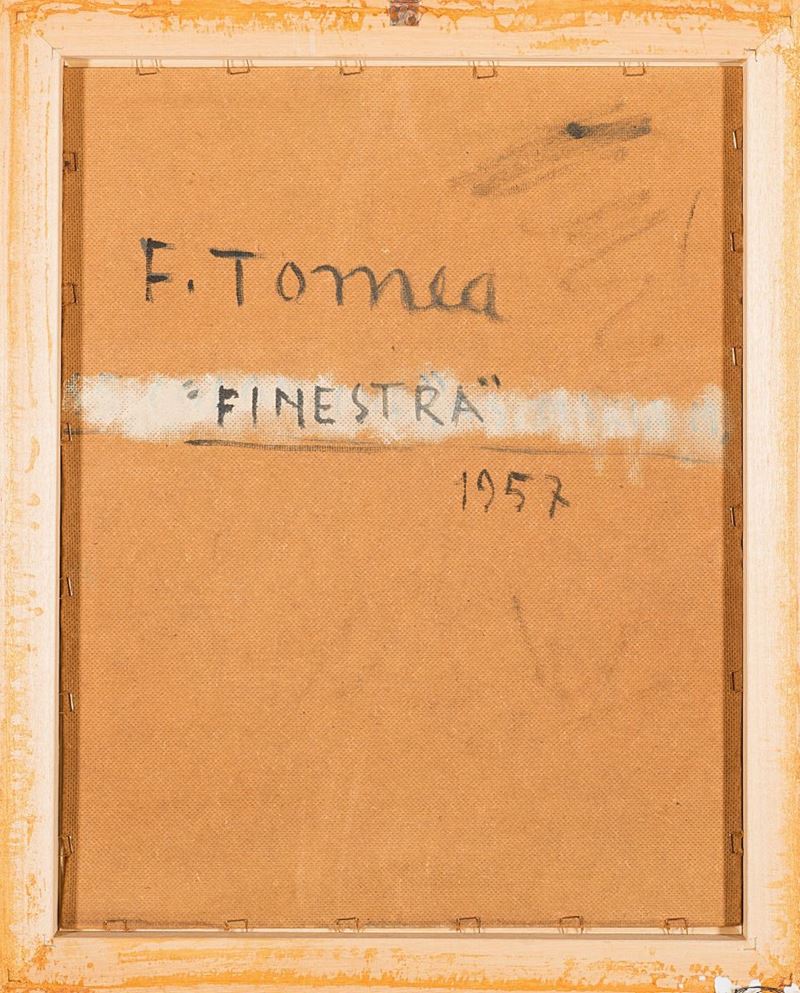 F. Tomea
"FINESTRA"
1957